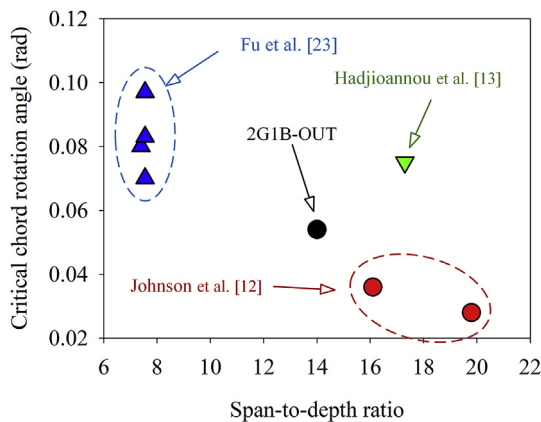 0.12
0.10
0.08
0.06
0.04
0.02
Critical chord rotation angle (rad)
Fu et al. [23]
Hadjioannou et al. [13]
2G1B-OUT
Johnson et al. [12]
6 8 10 12 14 16 18 20 22
Span-to-depth ratio